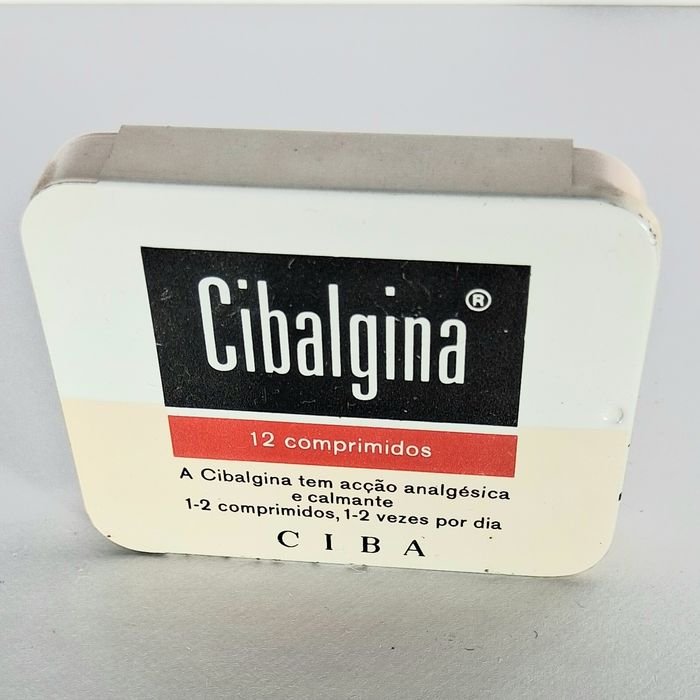 Cibalgina®
12 comprimidos
A Cibalgina tem acção analgésica
e calmante
1-2 comprimidos, 1-2 vezes por dia
CIBA